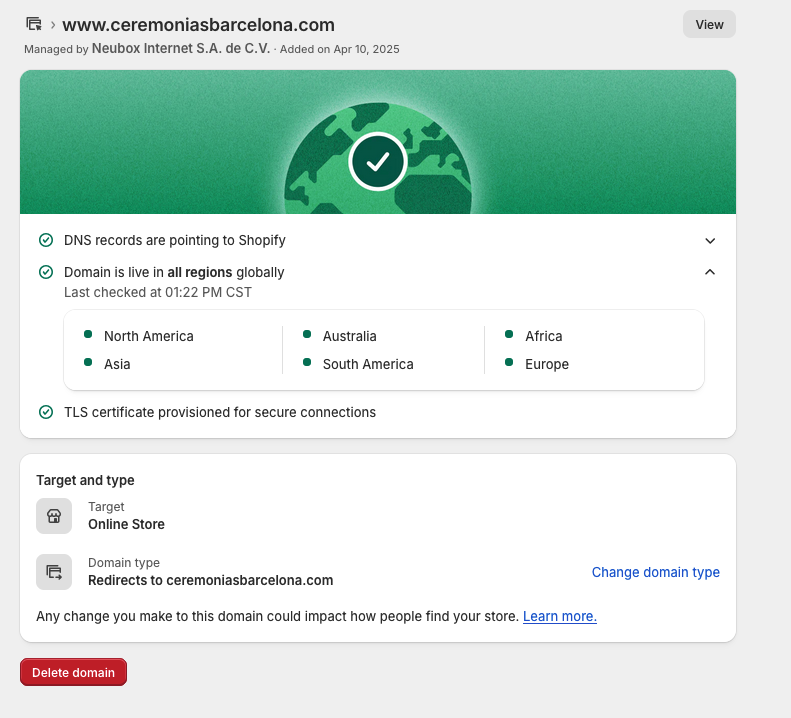 www.ceremoniasbarcelona.com
View
Managed by Neubox Internet S.A. de C.V. · Added on Apr 10, 2025
DNS records are pointing to Shopify
Domain is live in all regions globally
Last checked at 01:22 PM CST
North America
Australia
Africa
Asia
South America
Europe
TLS certificate provisioned for secure connections
Target and type
Target
Online Store
Domain type
Redirects to ceremoniasbarcelona.com
Change domain type
Any change you make to this domain could impact how people find your store. Learn more.
Delete domain